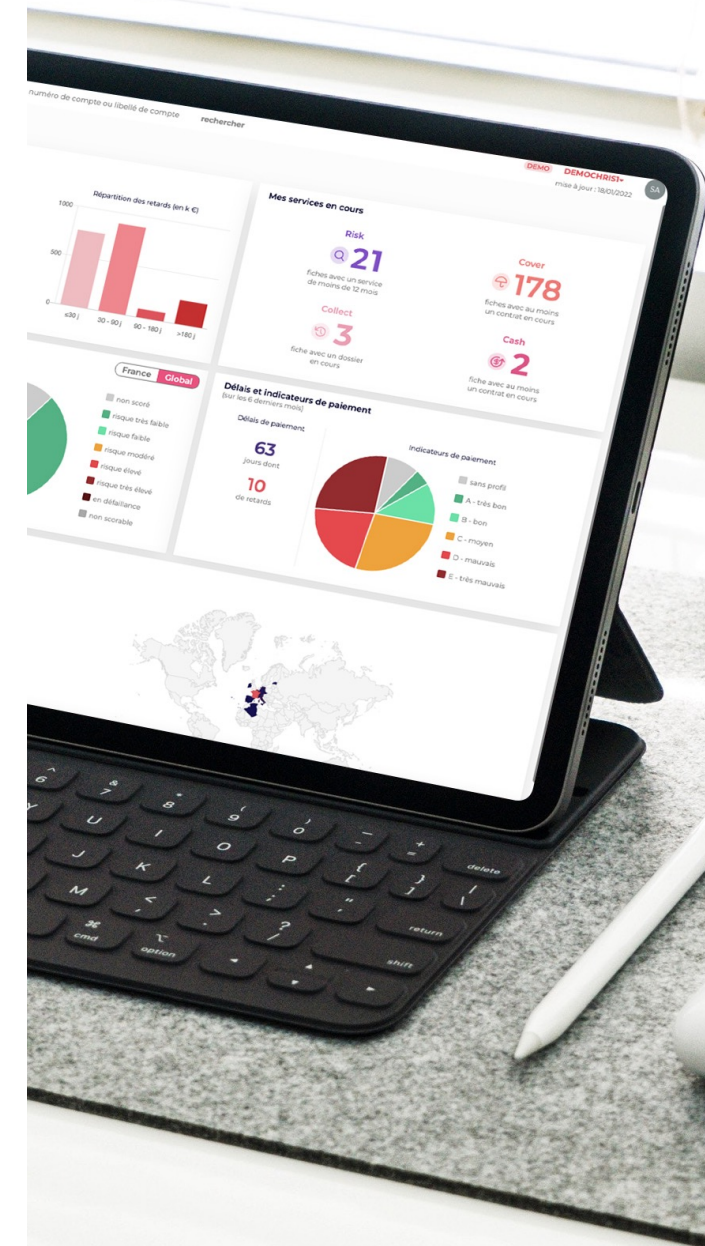 numéro de compte ou libellé de compte rechercher
DEMO DEMOCHRIS1
mise à jour : 18/01/2022
SA
Répartition des retards (en k €)
1000
500
0
≤30 j 30 - 90 j 90 - 180 j >180 j
Mes services en cours
Risk
21
fiches avec un service
de moins de 12 mois
Cover
178
fiches avec au moins
un contrat en cours
Collect
3
fiche avec un dossier
en cours
Cash
2
fiche avec au moins
un contrat en cours
France Global
non scoré
risque très faible
risque faible
risque modéré
risque élevé
risque très élevé
en défaillance
non scorable
Délais et indicateurs de paiement
(sur les 6 derniers mois)
Délais de paiement
63
jours dont
10
de retards
Indicateurs de paiement
sans profil
A - très bon
B - bon
C - moyen
D - mauvais
E - très mauvais
^ & * ( ) _ +
6 7 8 9 0 - = delete
Y U I O P { [ } ] | \
J K L : ; " ' return
M < , > . ? / shift
⌘ cmd ⌥ option ◄ ▲ ▼ ►